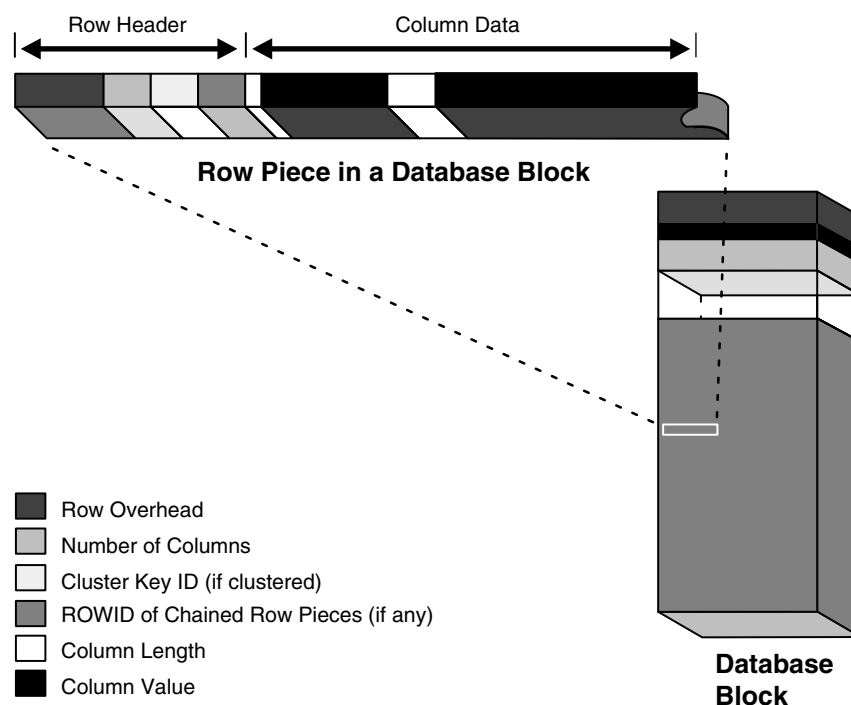 Row Header
Column Data
Row Piece in a Database Block
Row Overhead
Number of Columns
Cluster Key ID (if clustered)
ROWID of Chained Row Pieces (if any)
Column Length
Column Value
Database
Block